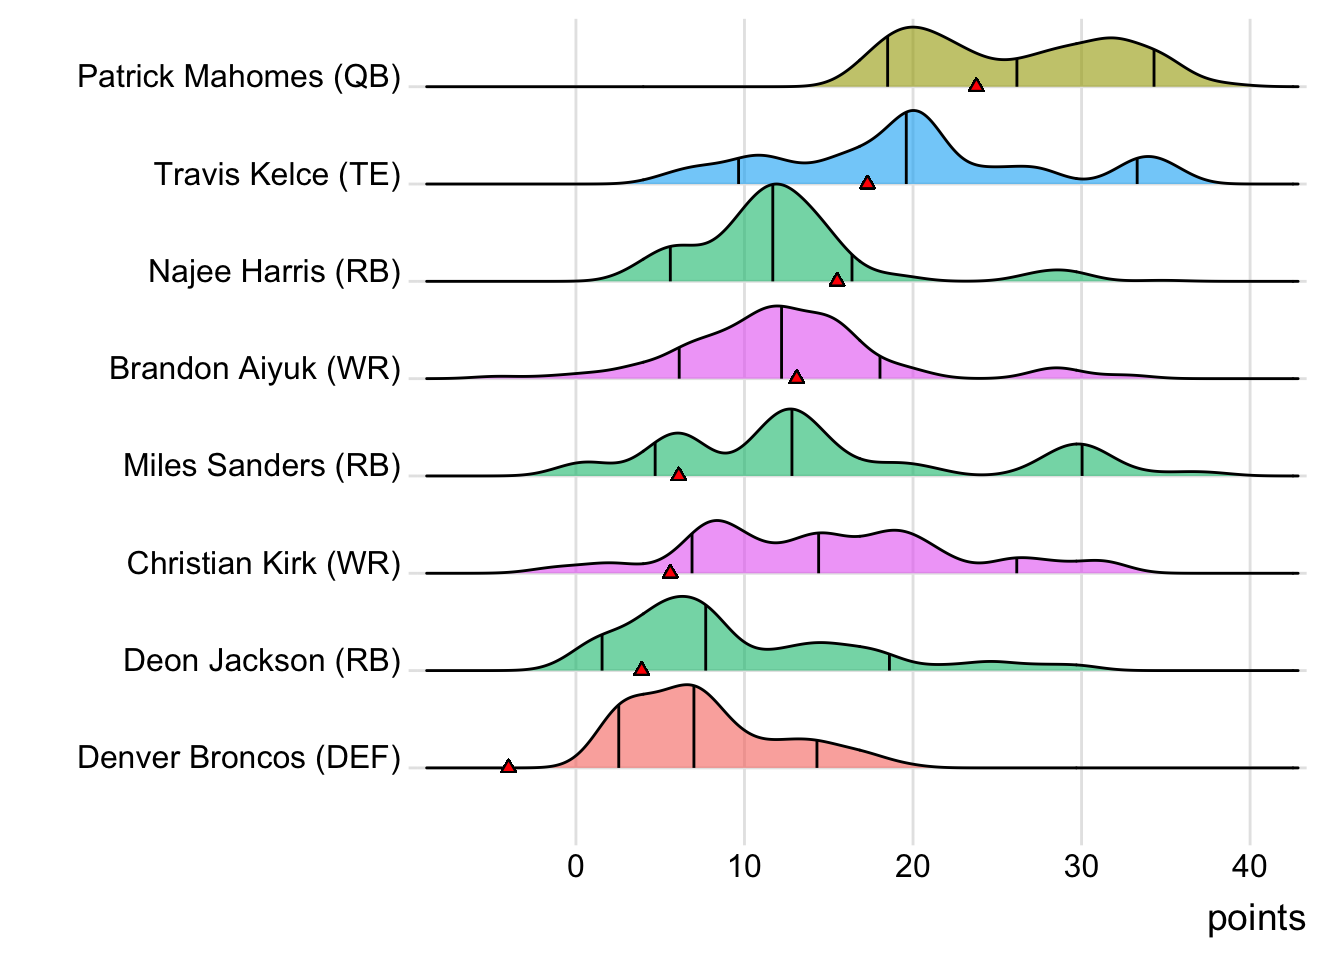 Patrick Mahomes (QB)
Travis Kelce (TE)
Najee Harris (RB)
Brandon Aiyuk (WR)
Miles Sanders (RB)
Christian Kirk (WR)
Deon Jackson (RB)
Denver Broncos (DEF)
0 10 20 30 40
points